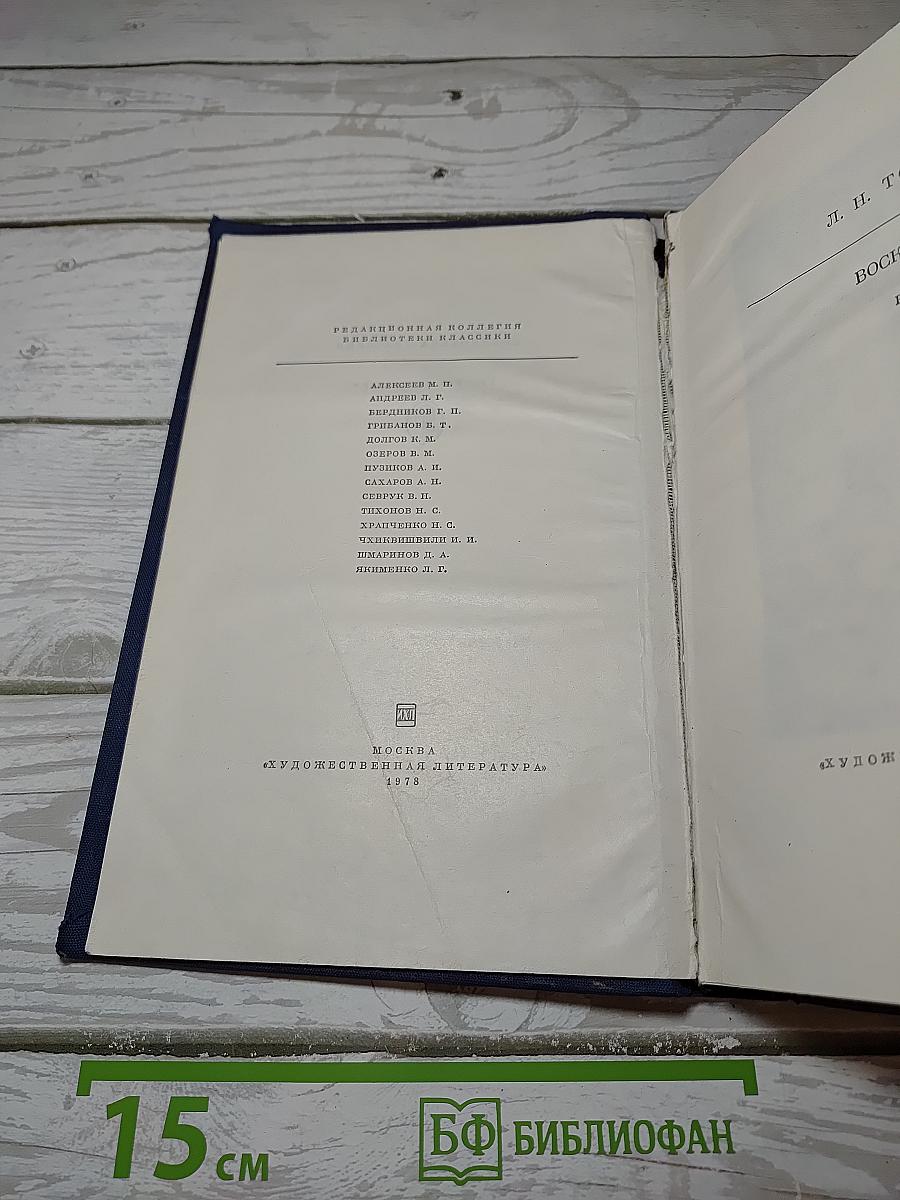 РЕДАКЦИОННАЯ КОЛЛЕГИЯ
БИБЛИОТЕКИ КЛАССИКИ
АЛЕКСЕЕВ М. П.
АНДРЕЕВ Л. Г.
БЕРДНИКОВ Г. П.
ГРИБАНОВ Б. Т.
ДОЛГОВ К. М.
ОЗЕРОВ В. М.
ПУЗИКОВ А. И.
САХАРОВ А. Н.
СЕВРУК В. Н.
ТИХОНОВ Н. С.
ХРАПЧЕНКО Н. С.
ЧХИКВИШВИЛИ И. И.
ШМАРИНОВ Д. А.
ЯКИМЕНКО Л. Г.
МОСКВА
«ХУДОЖЕСТВЕННАЯ ЛИТЕРАТУРА»
1978
Л. Н. ТО
ВОСК
«ХУДОЖ
15 СМ
БФ БИБЛИОФАН